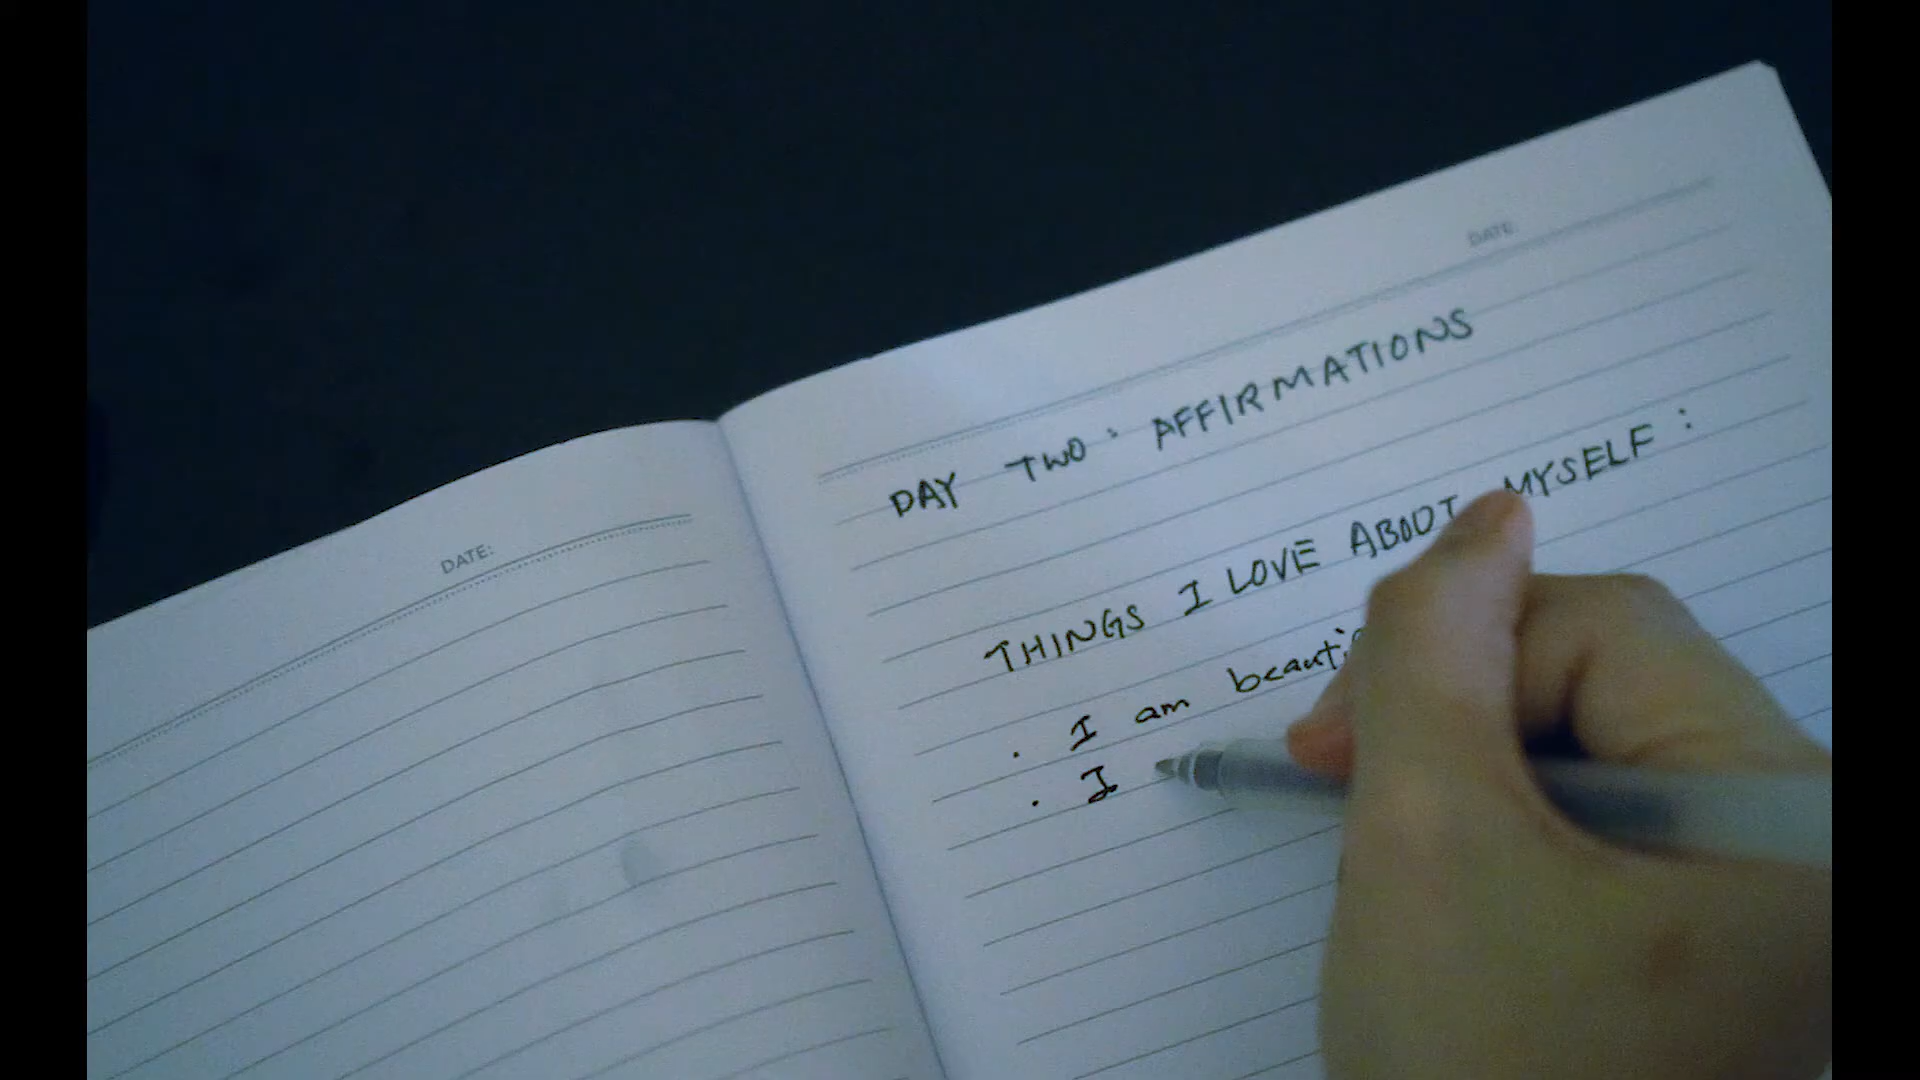 DATE:
DATE:
DAY TWO: AFFIRMATIONS
THINGS I LOVE ABOUT MYSELF:
. I am
. I